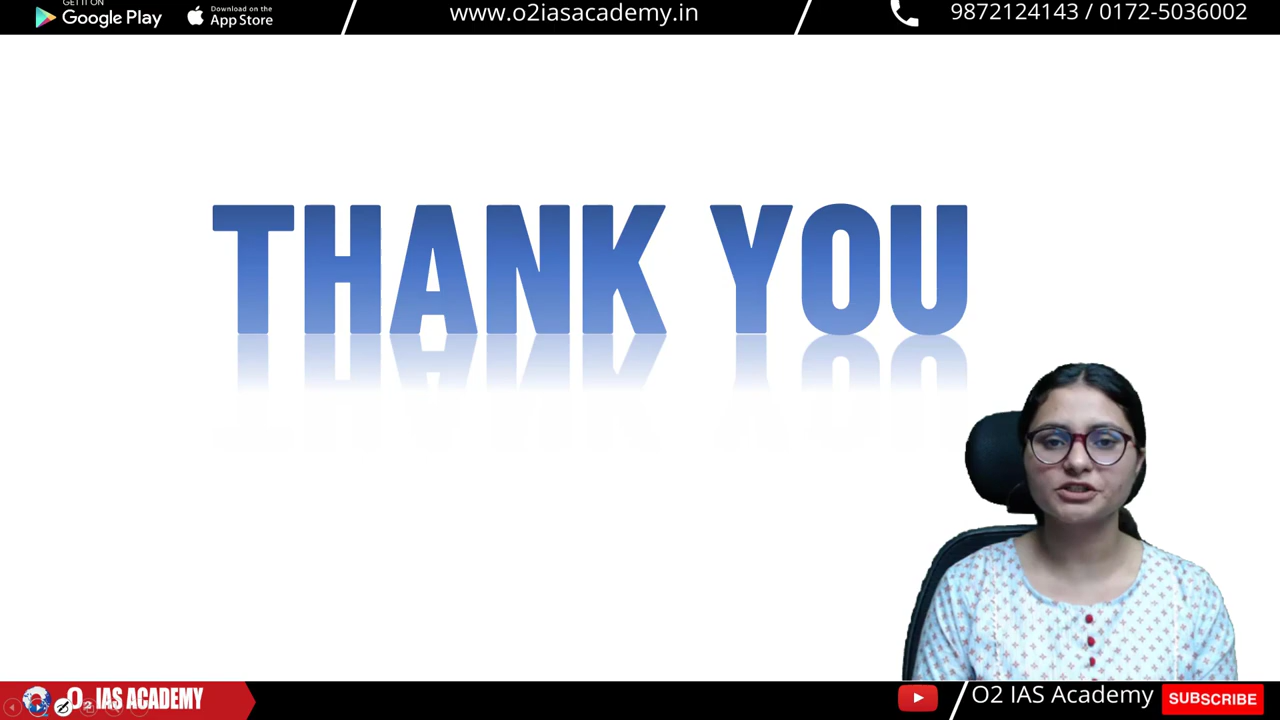 GET IT ON
Google Play
Download on the
App Store
www.o2iasacademy.in
9872124143 / 0172-5036002
THANK YOU
O₂ IAS ACADEMY
O2 IAS Academy
SUBSCRIBE